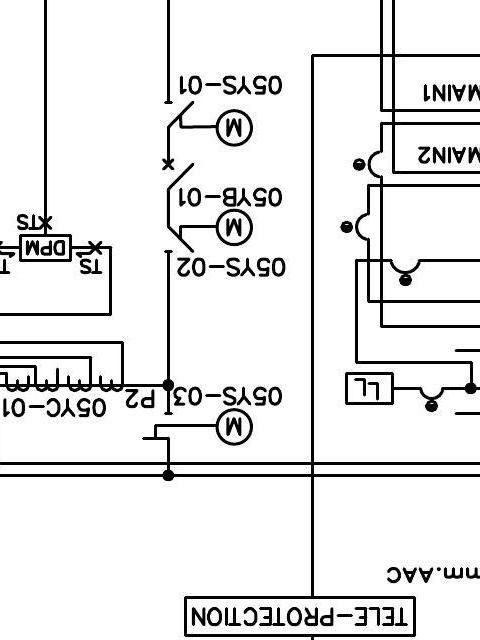 TELE-PROTECTION
mm.AAC
M
05YS-03
P2
05YC-01
LL
05YS-02
TS
DPM
M
TS
05YB-01
MAIN2
M
MAIN1
05YS-01